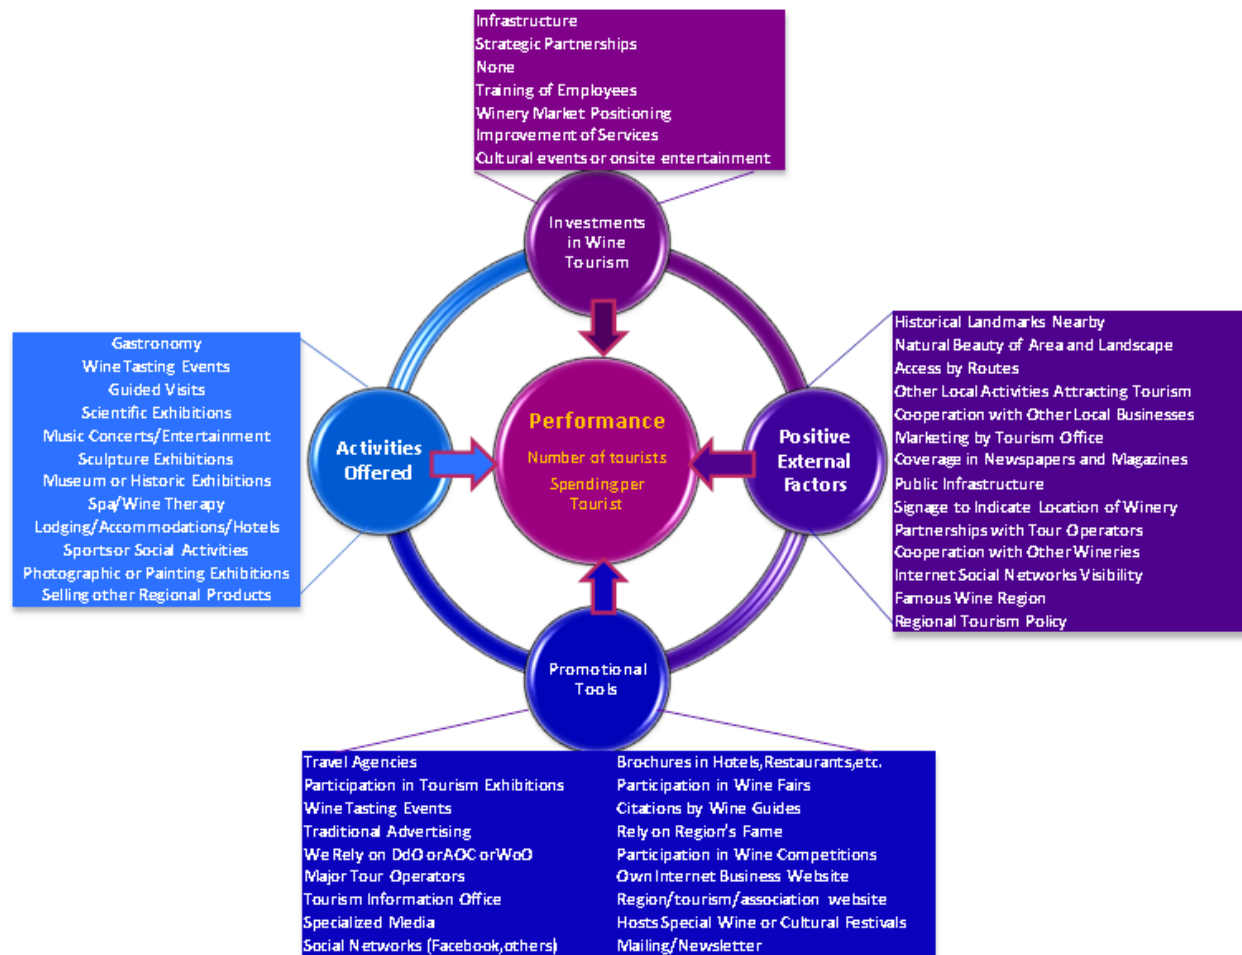 Infrastructure
Strategic Partnerships
None
Training of Employees
Winery Market Positioning
Improvement of Services
Cultural events or onsite entertainment
Investments
in Wine
Tourism
Gastronomy
Wine Tasting Events
Guided Visits
Scientific Exhibitions
Music Concerts/Entertainment
Sculpture Exhibitions
Museum or Historic Exhibitions
Spa/Wine Therapy
Lodging/Accommodations/Hotels
Sports or Social Activities
Photographic or Painting Exhibitions
Selling other Regional Products
Activities
Offered
Performance
Number of tourists
Spending per
Tourist
Positive
External
Factors
Historical Landmarks Nearby
Natural Beauty of Area and Landscape
Access by Routes
Other Local Activities Attracting Tourism
Cooperation with Other Local Businesses
Marketing by Tourism Office
Coverage in Newspapers and Magazines
Public Infrastructure
Signage to Indicate Location of Winery
Partnerships with Tour Operators
Cooperation with Other Wineries
Internet Social Networks Visibility
Famous Wine Region
Regional Tourism Policy
Promotional
Tools
Travel Agencies
Participation in Tourism Exhibitions
Wine Tasting Events
Traditional Advertising
We Rely on DdO or AOC or WoO
Major Tour Operators
Tourism Information Office
Specialized Media
Social Networks (Facebook,others)
Brochures in Hotels,Restaurants,etc.
Participation in Wine Fairs
Citations by Wine Guides
Rely on Region's Fame
Participation in Wine Competitions
Own Internet Business Website
Region/tourism/association website
Hosts Special Wine or Cultural Festivals
Mailing/Newsletter